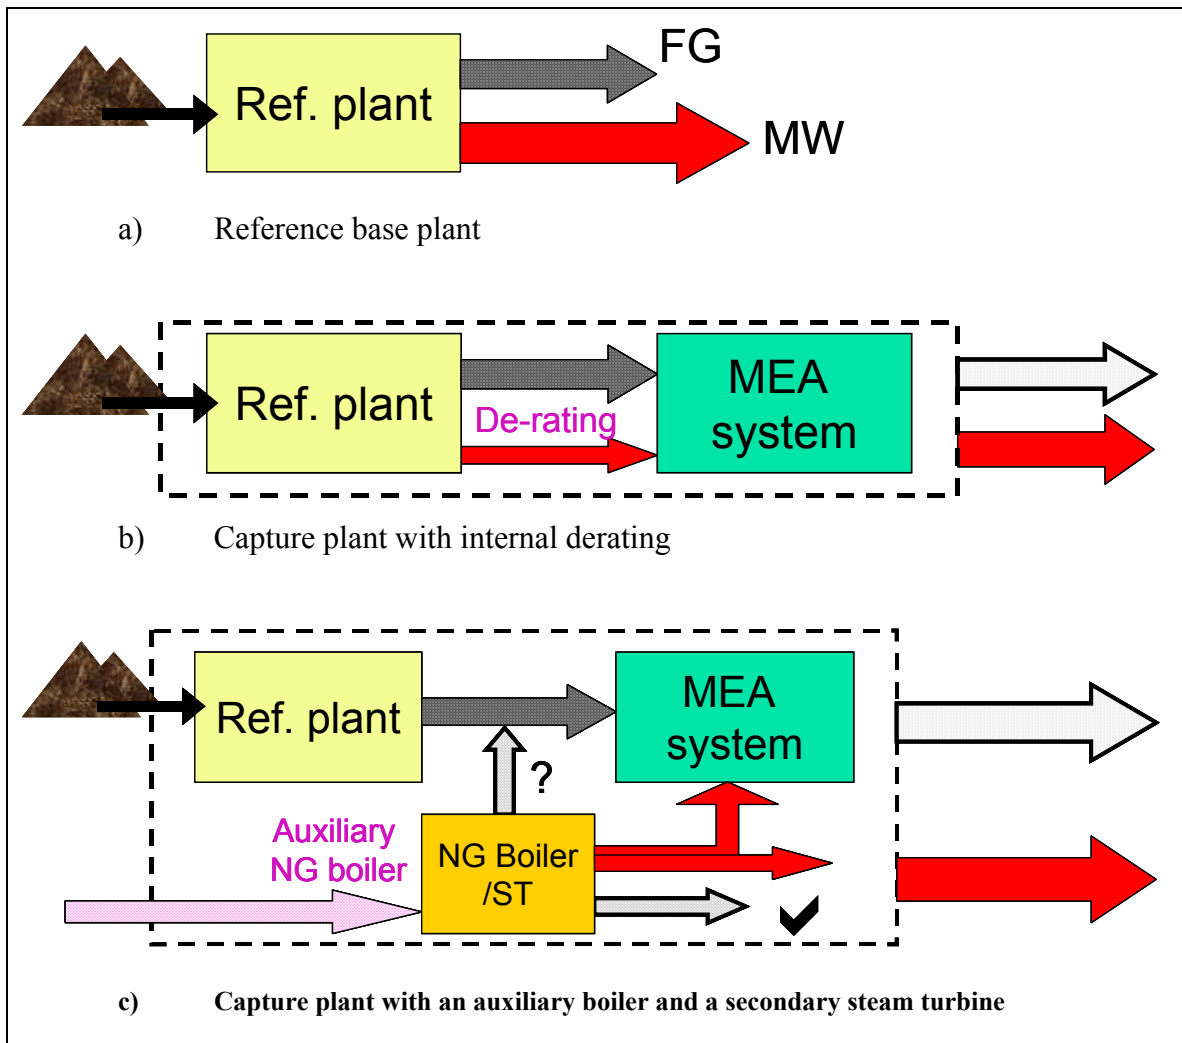 FG
Ref. plant
MW
a) Reference base plant
Ref. plant
De-rating
MEA
system
b) Capture plant with internal derating
Ref. plant
MEA
system
?
Auxiliary
NG boiler
NG Boiler
/ST
c) Capture plant with an auxiliary boiler and a secondary steam turbine